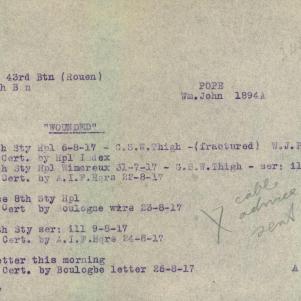 43rd Btn (Rouen)
h Bn
POPE
Wm.John 1894A
"WOUNDED"
h Sty Hpl 6-8-17 - G.S.W.Thigh -(fractured) W.J.P
Cert. by Hpl Index
h Sty Hpl Wimereux 31-7-17 - G.S.W.Thigh - ser: ill
Cert. by A.I.F.Hqrs 22-8-17
e 8th Sty Hpl
Cert by Boulogne wire 23-8-17
h Sty ser: ill 9-8-17
Cert. by A.I.F.Hqrs 24-8-17
etter this morning
Cert. by Boulogbe letter 25-8-17 A
X cable
advice
sent